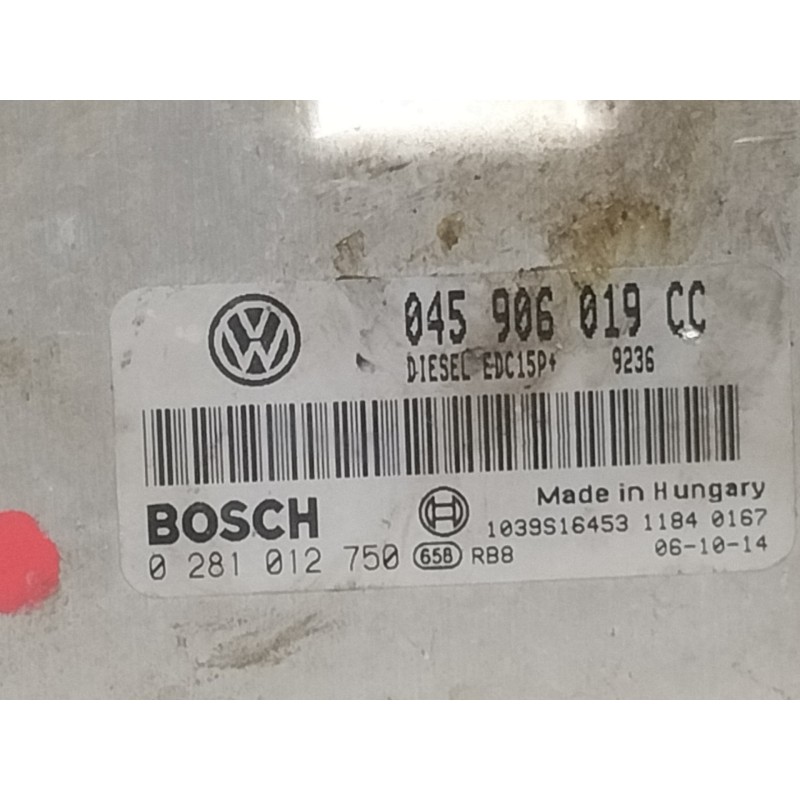 045 906 019 CC
DIESEL EDC15P+ 9236
BOSCH
Made in Hungary
1039S16453 1184 0167
0 281 012 750 658 RB8
06-10-14